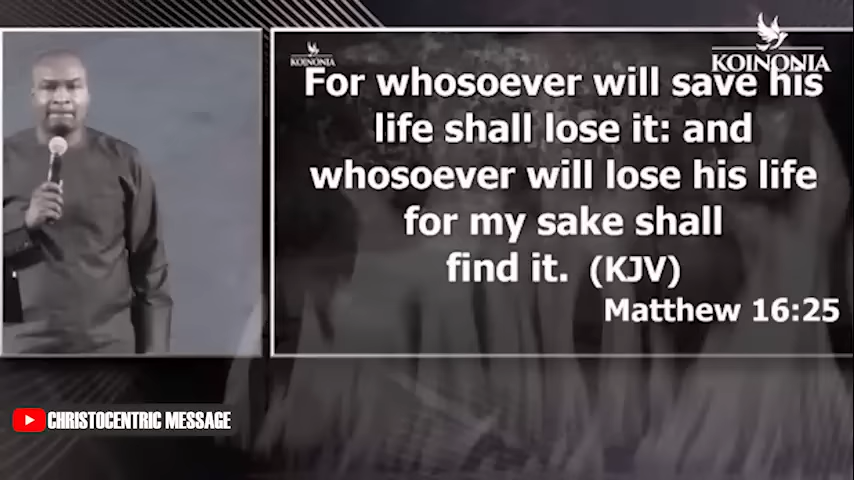 KOINONIA
KOINONIA
For whosoever will save his
life shall lose it: and
whosoever will lose his life
for my sake shall
find it. (KJV)
Matthew 16:25
CHRISTOCENTRIC MESSAGE